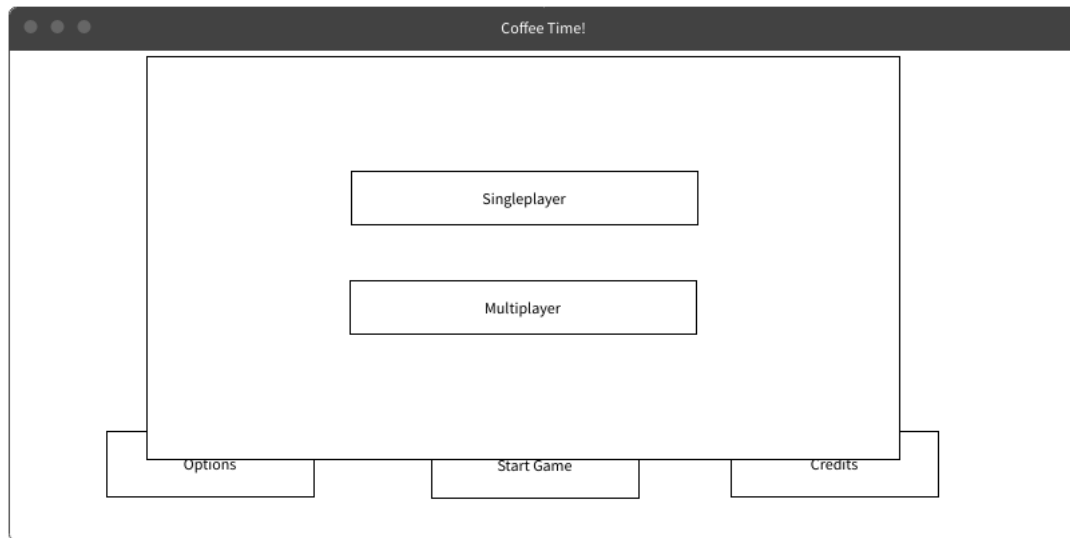 Coffee Time!
Singleplayer
Multiplayer
Options
Start Game
Credits